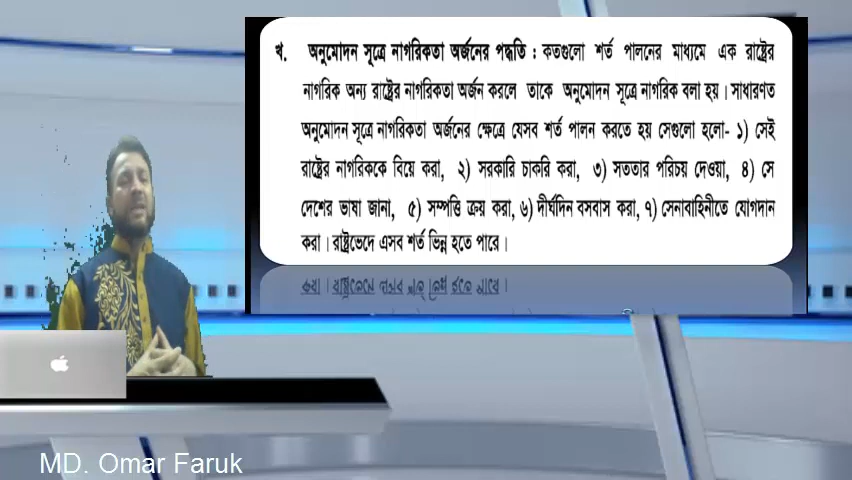 খ. অনুমোদন সূত্রে নাগরিকতা অর্জনের পদ্ধতি : কতগুলো শর্ত পালনের মাধ্যমে এক রাষ্ট্রের
নাগরিক অন্য রাষ্ট্রের নাগরিকতা অর্জন করলে তাকে অনুমোদন সূত্রে নাগরিক বলা হয়। সাধারণত
অনুমোদন সূত্রে নাগরিকতা অর্জনের ক্ষেত্রে যেসব শর্ত পালন করতে হয় সেগুলো হলো- ১) সেই
রাষ্ট্রের নাগরিককে বিয়ে করা, ২) সরকারি চাকরি করা, ৩) সততার পরিচয় দেওয়া, ৪) সে
দেশের ভাষা জানা, ৫) সম্পত্তি ক্রয় করা, ৬) দীর্ঘদিন বসবাস করা, ৭) সেনাবাহিনীতে যোগদান
করা। রাষ্ট্রভেদে এসব শর্ত ভিন্ন হতে পারে।
MD. Omar Faruk